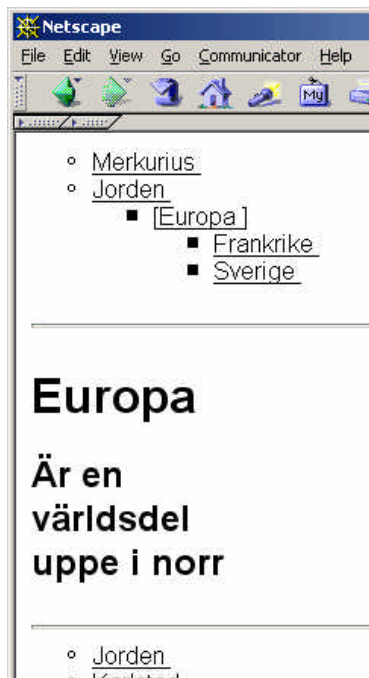 Netscape
File Edit View Go Communicator Help
My
Merkurius
Jorden
[Europa ]
Frankrike
Sverige
Europa
Är en
världsdel
uppe i norr
Jorden